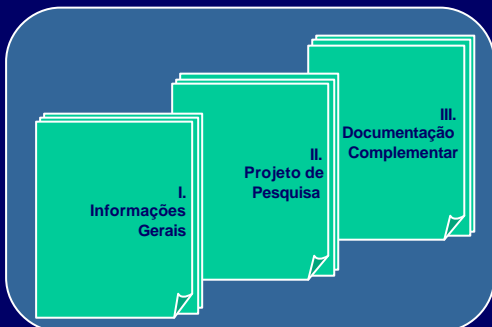 I.
Informações
Gerais
II.
Projeto de
Pesquisa
III.
Documentação
Complementar